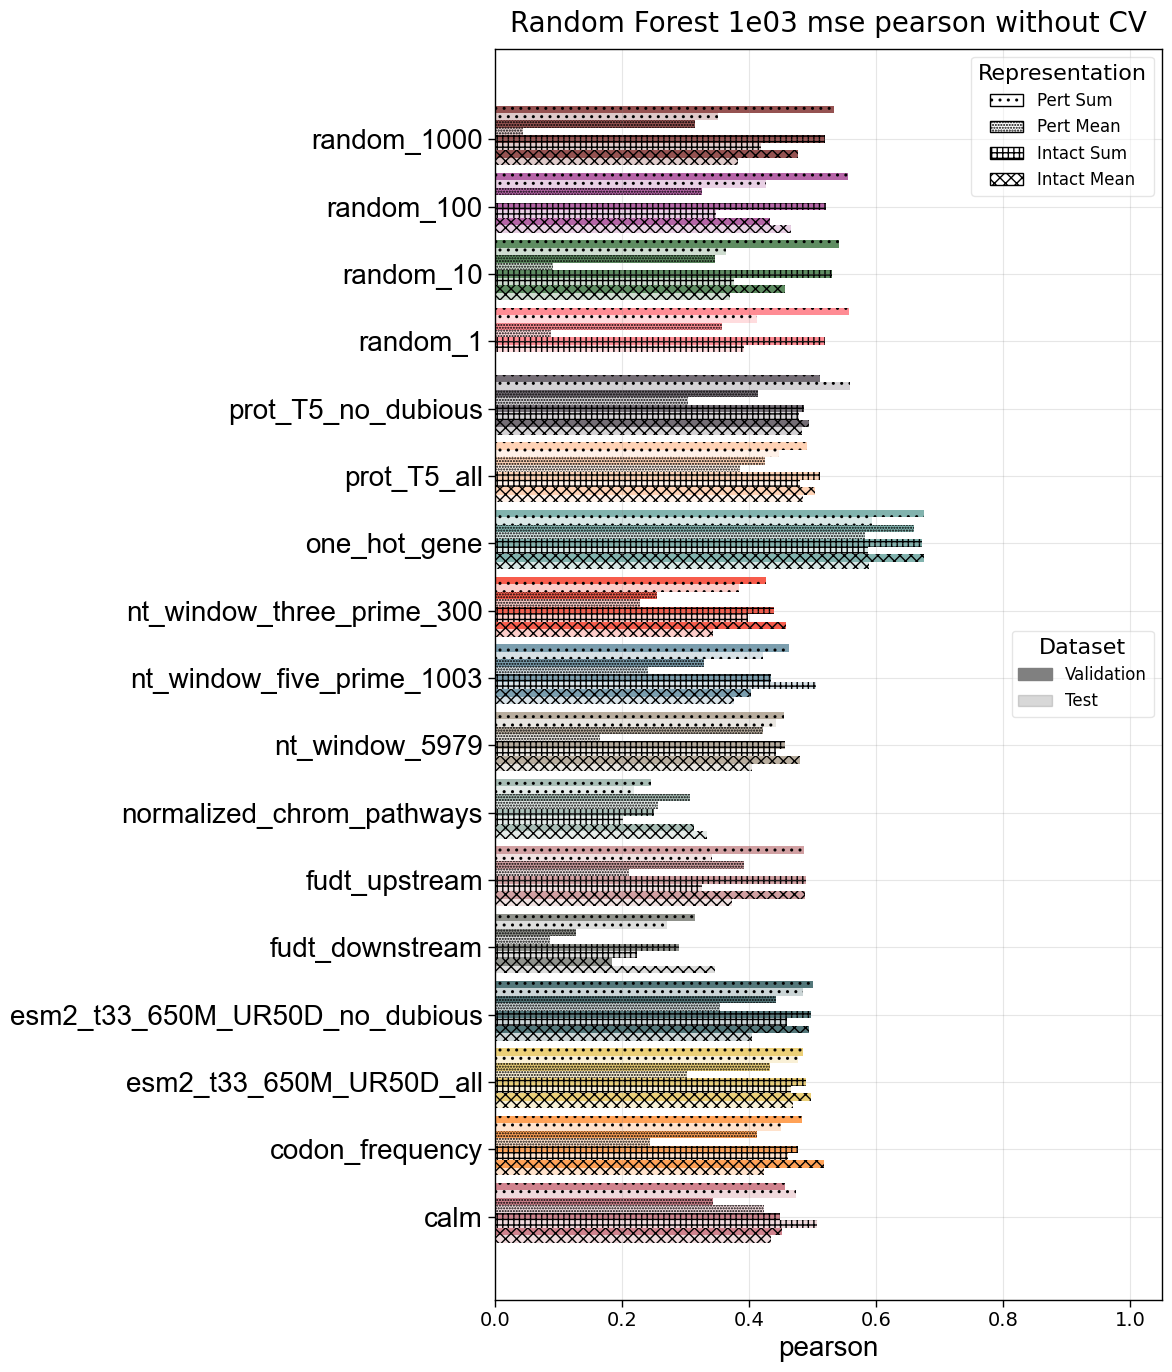 Random Forest 1e03 mse pearson without CV
Representation
Pert Sum
Pert Mean
Intact Sum
Intact Mean
random_1000
random_100
random_10
random_1
prot_T5_no_dubious
prot_T5_all
one_hot_gene
nt_window_three_prime_300
nt_window_five_prime_1003
nt_window_5979
normalized_chrom_pathways
fudt_upstream
fudt_downstream
esm2_t33_650M_UR50D_no_dubious
esm2_t33_650M_UR50D_all
codon_frequency
calm
Dataset
Validation
Test
0.0 0.2 0.4 0.6 0.8 1.0
pearson